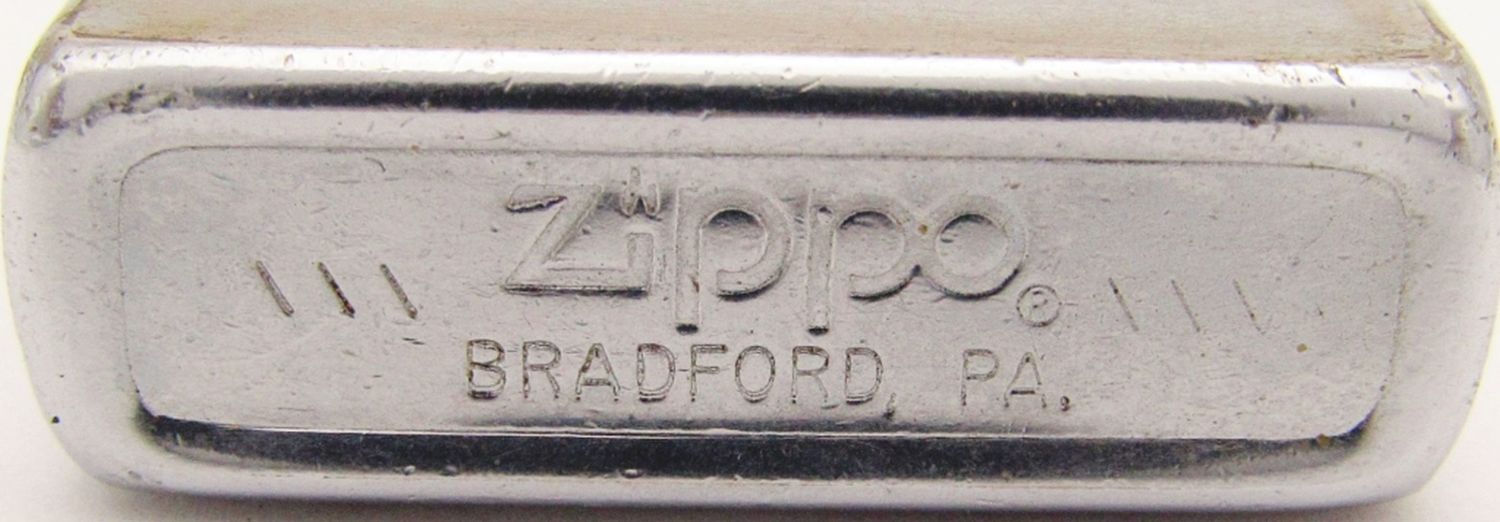 \\\ Zippo® \\\
BRADFORD, PA.